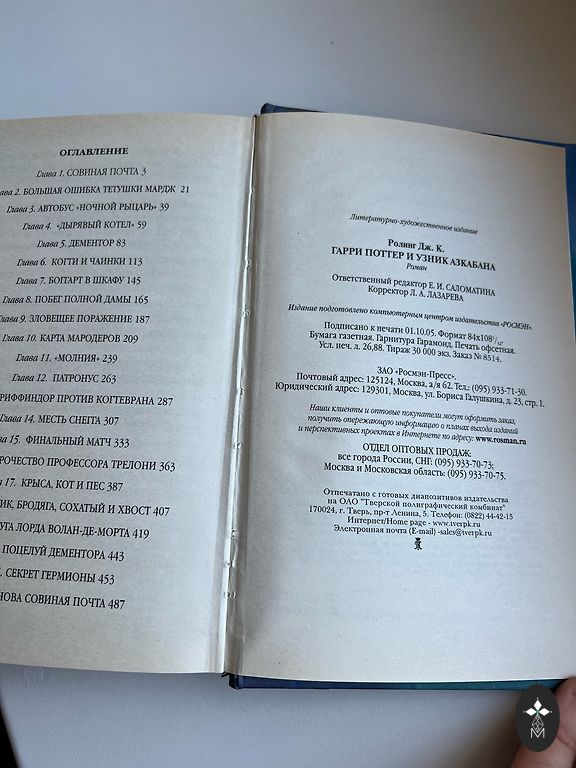 ОГЛАВЛЕНИЕ
Глава 1. СОВИНАЯ ПОЧТА 3
ава 2. БОЛЬШАЯ ОШИБКА ТЕТУШКИ МАРДЖ 21
Глава 3. АВТОБУС «НОЧНОЙ РЫЦАРЬ» 39
Глава 4. «ДЫРЯВЫЙ КОТЕЛ» 59
Глава 5. ДЕМЕНТОР 83
Глава 6. КОГТИ И ЧАИНКИ 113
Глава 7. БОГГАРТ В ШКАФУ 145
Глава 8. ПОБЕГ ПОЛНОЙ ДАМЫ 165
лава 9. ЗЛОВЕЩЕЕ ПОРАЖЕНИЕ 187
лава 10. КАРТА МАРОДЕРОВ 209
Глава 11. «МОЛНИЯ» 239
Глава 12. ПАТРОНУС 263
РИФФИНДОР ПРОТИВ КОГТЕВРАНА 287
Глава 14. МЕСТЬ СНЕГГА 307
ва 15. ФИНАЛЬНЫЙ МАТЧ 333
РОЧЕСТВО ПРОФЕССОРА ТРЕЛОНИ 363
а 17. КРЫСА, КОТ И ПЕС 387
ИК, БРОДЯГА, СОХАТЫЙ И ХВОСТ 407
УГА ЛОРДА ВОЛАН-ДЕ-МОРТА 419
ПОЦЕЛУЙ ДЕМЕНТОРА 443
. СЕКРЕТ ГЕРМИОНЫ 453
НОВА СОВИНАЯ ПОЧТА 487
Литературно-художественное издание
Ролинг Дж. К.
ГАРРИ ПОТТЕР И УЗНИК АЗКАБАНА
Роман
Ответственный редактор Е. И. САЛОМАТИНА
Корректор Л. А. ЛАЗАРЕВА
Издание подготовлено компьютерным центром издательства «РОСМЭН».
Подписано к печати 01.10.05. Формат 84х108 1/32.
Бумага газетная. Гарнитура Гарамонд. Печать офсетная.
Усл. печ. л. 26,88. Тираж 30 000 экз. Заказ № 8514.
ЗАО «Росмэн-Пресс».
Почтовый адрес: 125124, Москва, а/я 62. Тел.: (095) 933-71-30.
Юридический адрес: 129301, Москва, ул. Бориса Галушкина, д. 23, стр. 1.
Наши клиенты и оптовые покупатели могут оформить заказ,
получить опережающую информацию о планах выхода изданий
и перспективных проектах в Интернете по адресу: www.rosman.ru
ОТДЕЛ ОПТОВЫХ ПРОДАЖ:
все города России, СНГ: (095) 933-70-73;
Москва и Московская область: (095) 933-70-75.
Отпечатано с готовых диапозитивов издательства
на ОАО "Тверской полиграфический комбинат"
170024, г. Тверь, пр-т Ленина, 5. Телефон: (0822) 44-42-15
Интернет/Home page - www.tverpk.ru
Электронная почта (E-mail) -sales@tverpk.ru